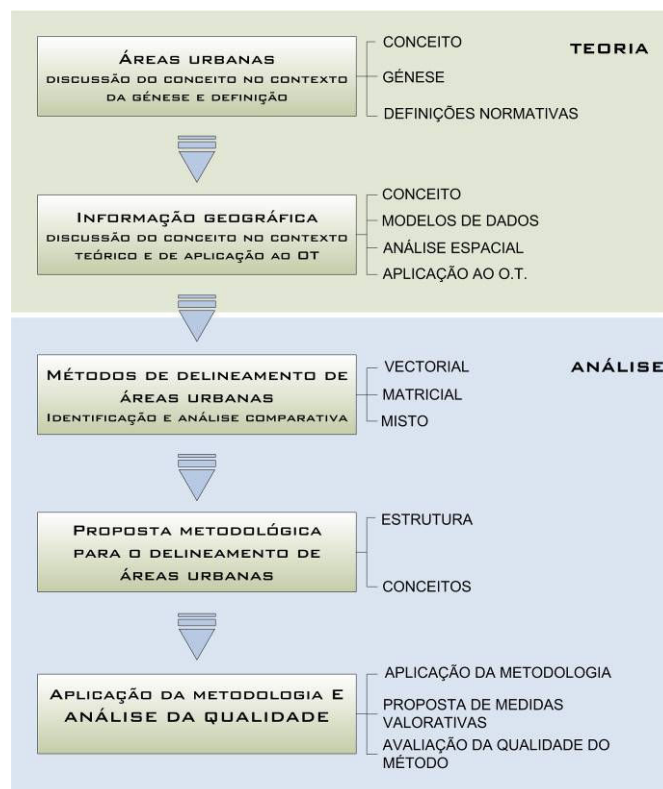 TEORIA
ÁREAS URBANAS
DISCUSSÃO DO CONCEITO NO CONTEXTO
DA GÉNESE E DEFINIÇÃO
CONCEITO
GÉNESE
DEFINIÇÕES NORMATIVAS
INFORMAÇÃO GEOGRÁFICA
DISCUSSÃO DO CONCEITO NO CONTEXTO
TEÓRICO E DE APLICAÇÃO AO OT
CONCEITO
MODELOS DE DADOS
ANÁLISE ESPACIAL
APLICAÇÃO AO O.T.
ANÁLISE
MÉTODOS DE DELINEAMENTO DE
ÁREAS URBANAS
IDENTIFICAÇÃO E ANÁLISE COMPARATIVA
VECTORIAL
MATRICIAL
MISTO
PROPOSTA METODOLÓGICA
PARA O DELINEAMENTO DE
ÁREAS URBANAS
ESTRUTURA
CONCEITOS
APLICAÇÃO DA METODOLOGIA E
ANÁLISE DA QUALIDADE
APLICAÇÃO DA METODOLOGIA
PROPOSTA DE MEDIDAS
VALORATIVAS
AVALIAÇÃO DA QUALIDADE DO
MÉTODO